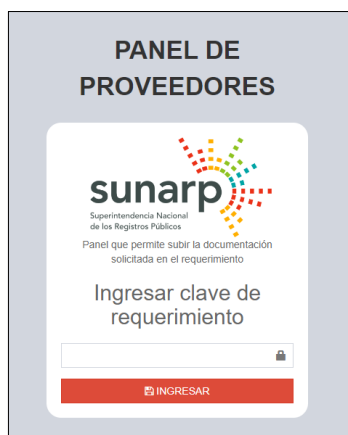 PANEL DE
PROVEEDORES
sunarp
Superintendencia Nacional
de los Registros Públicos
Panel que permite subir la documentación
solicitada en el requerimiento
Ingresar clave de
requerimiento
INGRESAR